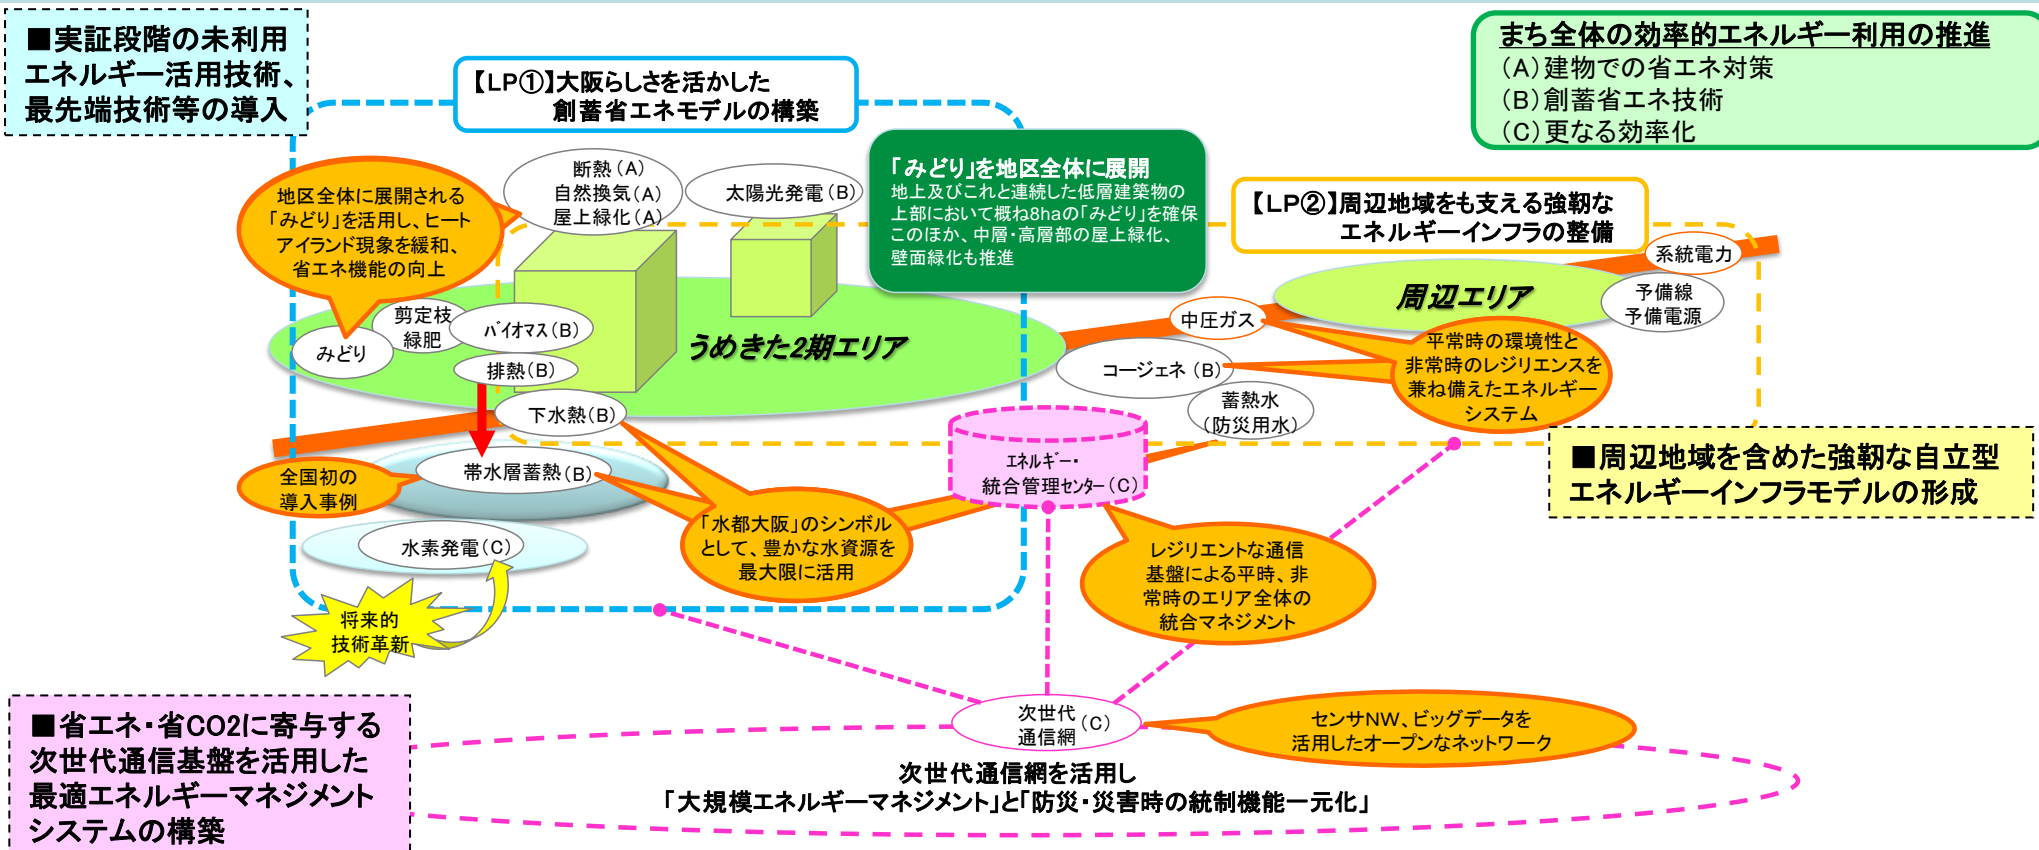 ■実証段階の未利用
エネルギー活用技術、
最先端技術等の導入
【LP①】大阪らしさを活かした
創蓄省エネモデルの構築
まち全体の効率的エネルギー利用の推進
(A)建物での省エネ対策
(B)創蓄省エネ技術
(C)更なる効率化
地区全体に展開される
「みどり」を活用し、ヒート
アイランド現象を緩和、
省エネ機能の向上
断熱(A)
自然換気(A)
屋上緑化(A)
太陽光発電(B)
「みどり」を地区全体に展開
地上及びこれと連続した低層建築物の
上部において概ね8haの「みどり」を確保
このほか、中層・高層部の屋上緑化、
壁面緑化も推進
【LP②】周辺地域をも支える強靭な
エネルギーインフラの整備
系統電力
予備線
予備電源
周辺エリア
中圧ガス
剪定枝
緑肥
バイオマス(B)
みどり
排熱(B)
うめきた2期エリア
コージェネ(B)
平常時の環境性と
非常時のレジリエンスを
兼ね備えたエネルギー
システム
下水熱(B)
蓄熱水
(防災用水)
全国初の
導入事例
帯水層蓄熱(B)
エネルギー・
統合管理センター(C)
■周辺地域を含めた強靭な自立型
エネルギーインフラモデルの形成
水素発電(C)
「水都大阪」のシンボル
として、豊かな水資源を
最大限に活用
レジリエントな通信
基盤による平時、非
常時のエリア全体の
統合マネジメント
将来的
技術革新
■省エネ・省CO2に寄与する
次世代通信基盤を活用した
最適エネルギーマネジメント
システムの構築
次世代
通信網(C)
センサNW、ビッグデータを
活用したオープンなネットワーク
次世代通信網を活用し
「大規模エネルギーマネジメント」と「防災・災害時の統制機能一元化」